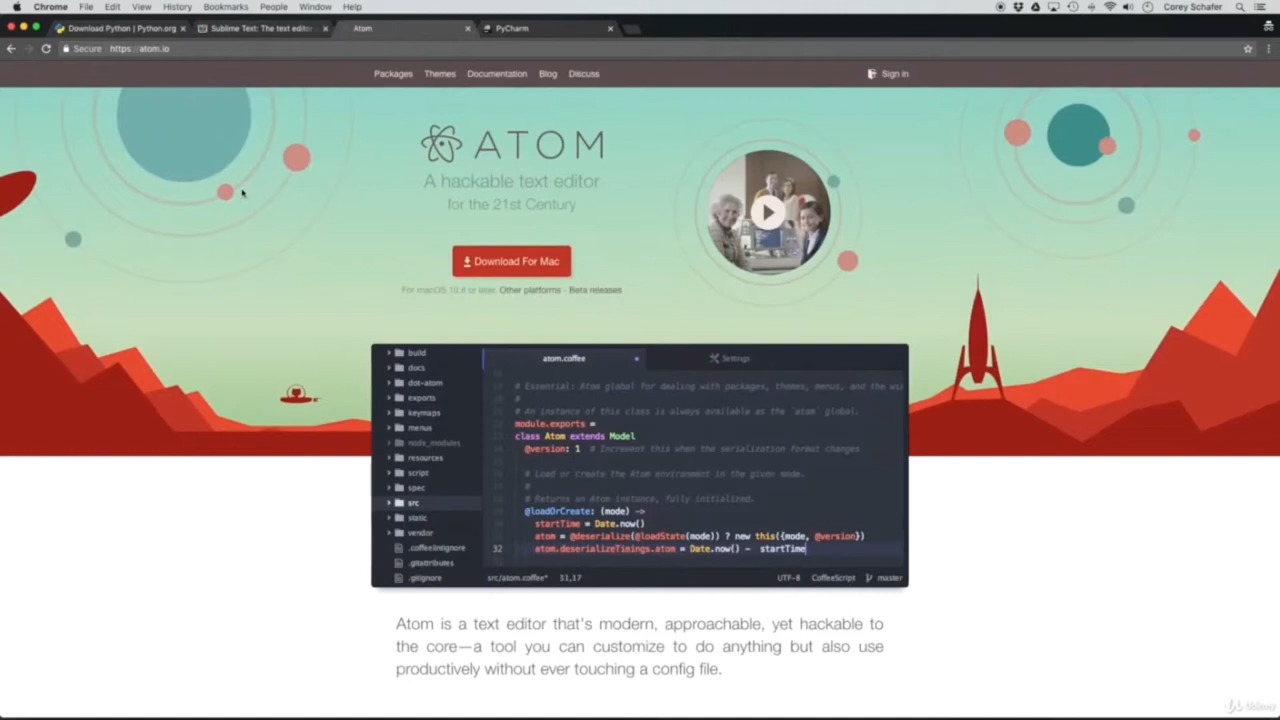 Chrome File Edit View History Bookmarks People Window Help Corey Schafer
Download Python | Python.org Sublime Text: The text editor Atom PyCharm
Secure https://atom.io
Packages Themes Documentation Blog Discuss Sign in
ATOM
A hackable text editor
for the 21st Century
Download For Mac
For macOS 10.8 or later. Other platforms - Beta releases
build
docs
dot-atom
exports
keymaps
menus
node_modules
resources
script
spec
src
static
vendor
.coffeelintignore
.gitattributes
.gitignore
atom.coffee Settings
# Essential: Atom global for dealing with packages, themes, menus, and the wi
#
# An instance of this class is always available as the `atom` global.
module.exports =
class Atom extends Model
@version: 1 # Increment this when the serialization format changes
# Load or create the Atom environment in the given mode.
#
# Returns an Atom instance, fully initialized.
@loadOrCreate: (mode) ->
startTime = Date.now()
atom = @deserialize(@loadState(mode)) ? new this({mode, @version})
32 atom.deserializeTimings.atom = Date.now() - startTime
src/atom.coffee* 31,17 UTF-8 CoffeeScript master
Atom is a text editor that's modern, approachable, yet hackable to
the core—a tool you can customize to do anything but also use
productively without ever touching a config file.
Udemy